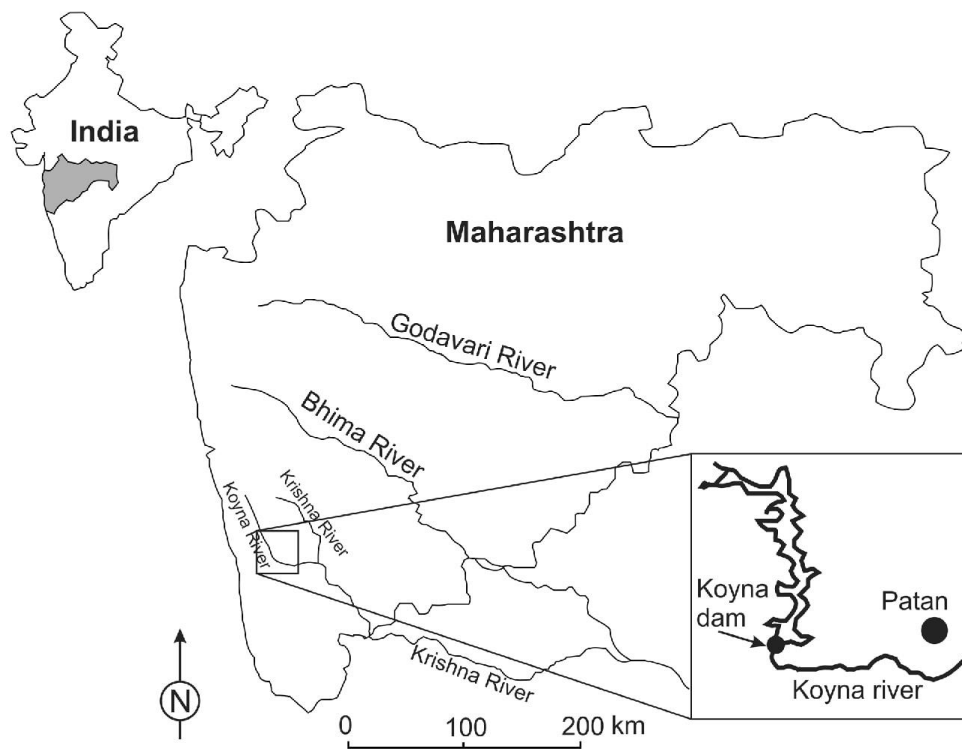 India
Maharashtra
Godavari River
Bhima River
Koyna River
Krishna River
Krishna River
Koyna
dam
Patan
Koyna river
N
0 100 200 km